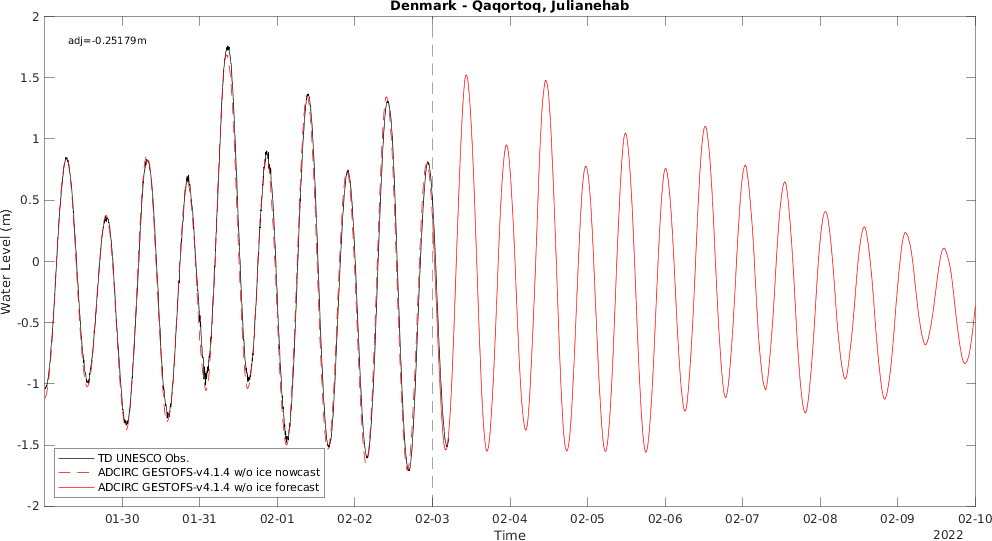 Denmark - Qaqortoq, Julianehab
adj=-0.25179m
2
1.5
1
0.5
0
-0.5
-1
-1.5
-2
Water Level (m)
TD UNESCO Obs.
ADCIRC GESTOFS-v4.1.4 w/o ice nowcast
ADCIRC GESTOFS-v4.1.4 w/o ice forecast
01-30 01-31 02-01 02-02 02-03 02-04 02-05 02-06 02-07 02-08 02-09 02-10
Time
2022